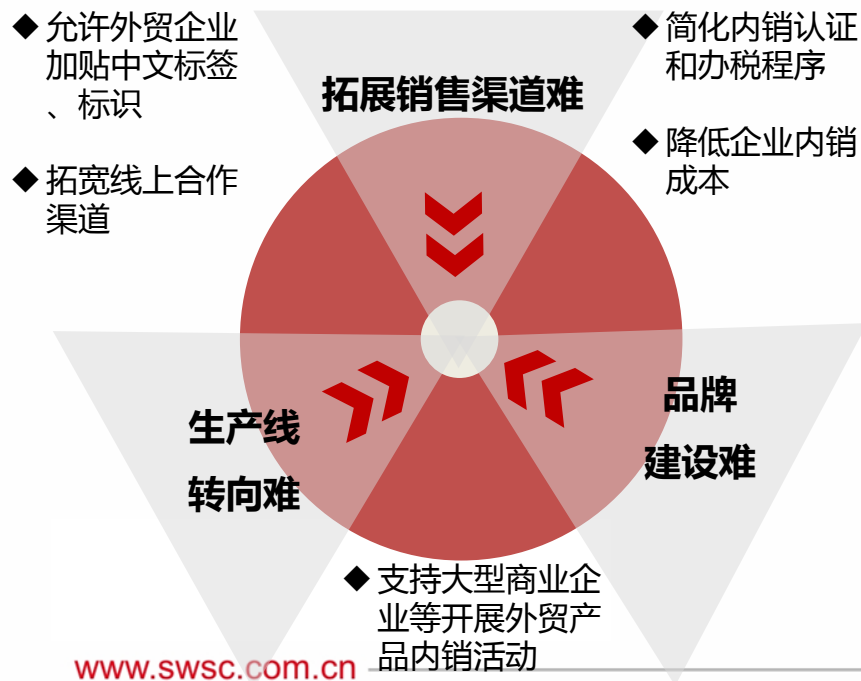 ◆ 允许外贸企业
加贴中文标签
、标识
◆ 拓宽线上合作
渠道
拓展销售渠道难
◆ 简化内销认证
和办税程序
◆ 降低企业内销
成本
生产线
转向难
品牌
建设难
◆ 支持大型商业企
业等开展外贸产
品内销活动
www.swsc.com.cn